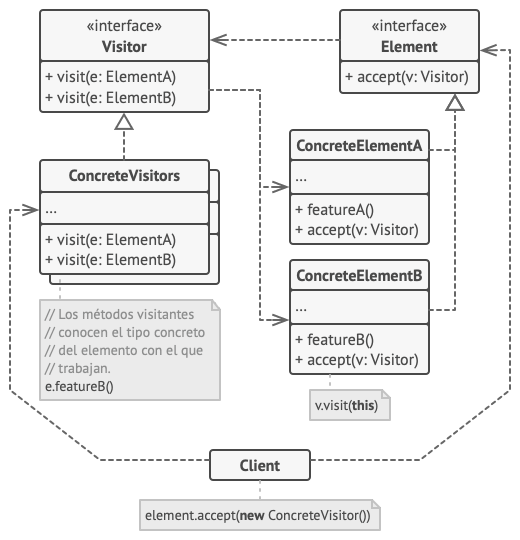 «interface»
Visitor
+ visit(e: ElementA)
+ visit(e: ElementB)
«interface»
Element
+ accept(v: Visitor)
ConcreteVisitors
...
+ visit(e: ElementA)
+ visit(e: ElementB)
ConcreteElementA
...
+ featureA()
+ accept(v: Visitor)
ConcreteElementB
...
+ featureB()
+ accept(v: Visitor)
// Los métodos visitantes
// conocen el tipo concreto
// del elemento con el que
// trabajan.
e.featureB()
v.visit(this)
Client
element.accept(new ConcreteVisitor())